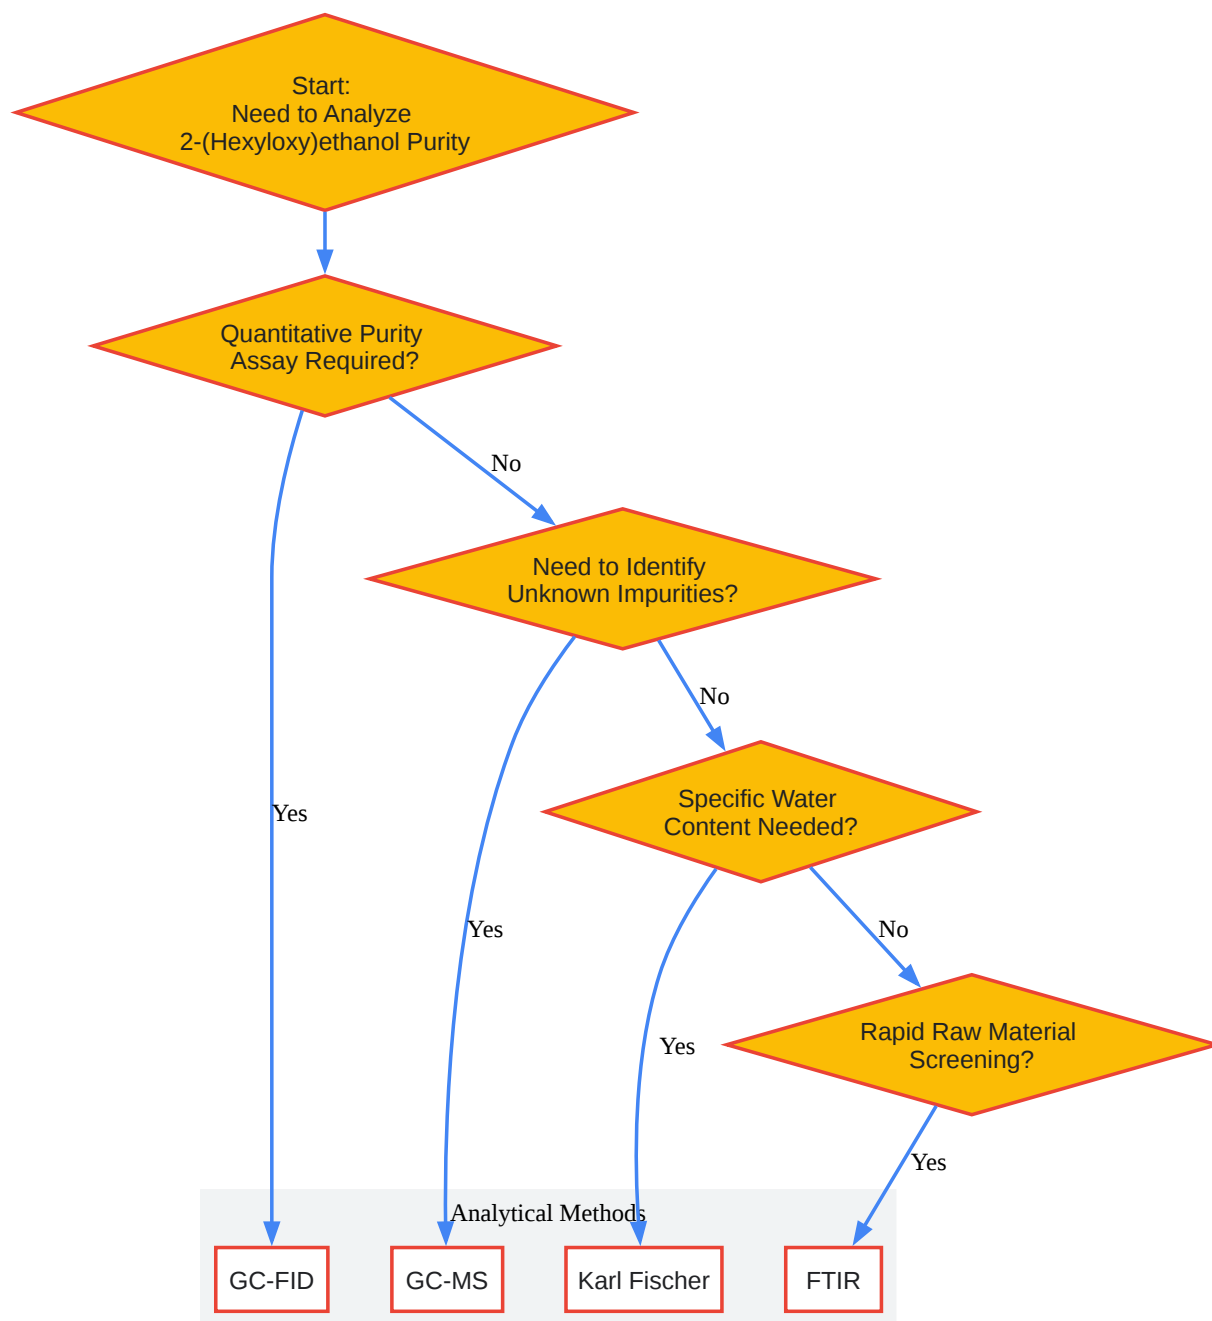 Start:
Need to Analyze
2-(Hexyloxy)ethanol Purity
Quantitative Purity
Assay Required?
No
Need to Identify
Unknown Impurities?
No
Specific Water
Content Needed?
Yes
Yes
No
Rapid Raw Material
Screening?
Yes
Yes
Analytical Methods
GC-FID
GC-MS
Karl Fischer
FTIR